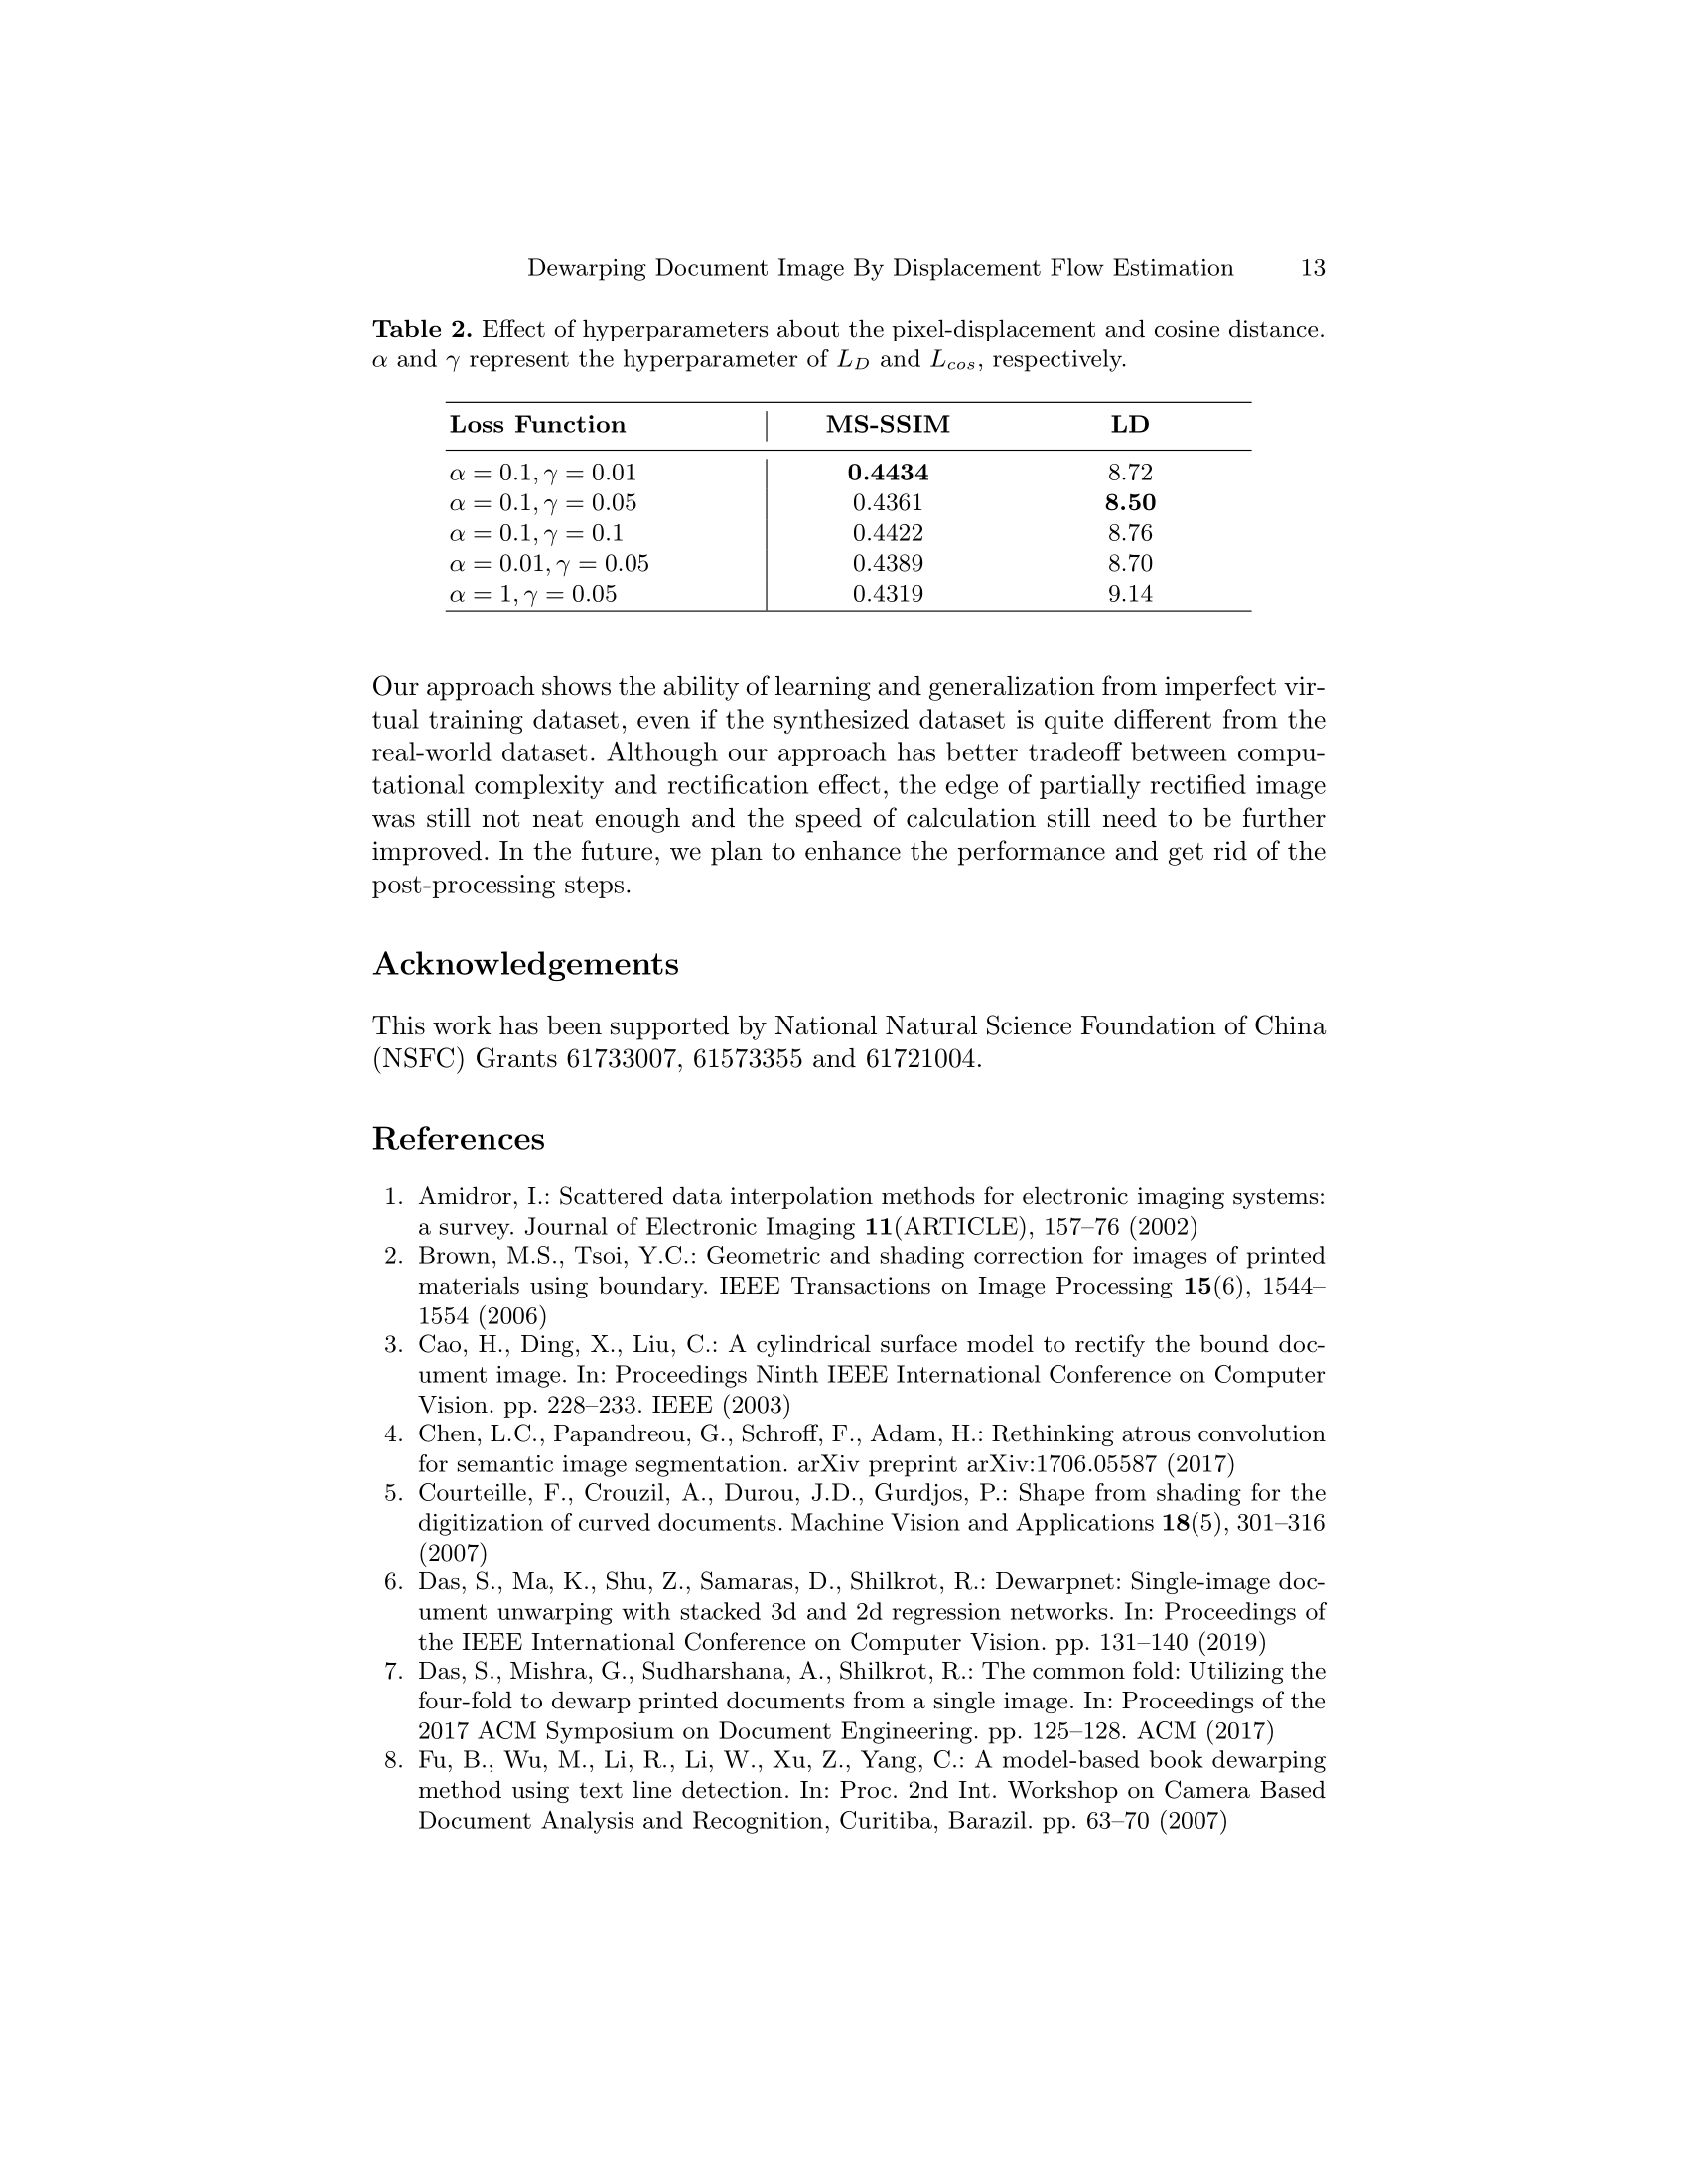 Dewarping Document Image By Displacement Flow Estimation 13
Table 2. Effect of hyperparameters about the pixel-displacement and cosine distance.
α and γ represent the hyperparameter of L_D and L_cos, respectively.
Loss Function MS-SSIM LD
α = 0.1, γ = 0.01 0.4434 8.72
α = 0.1, γ = 0.05 0.4361 8.50
α = 0.1, γ = 0.1 0.4422 8.76
α = 0.01, γ = 0.05 0.4389 8.70
α = 1, γ = 0.05 0.4319 9.14
Our approach shows the ability of learning and generalization from imperfect vir-
tual training dataset, even if the synthesized dataset is quite different from the
real-world dataset. Although our approach has better tradeoff between compu-
tational complexity and rectification effect, the edge of partially rectified image
was still not neat enough and the speed of calculation still need to be further
improved. In the future, we plan to enhance the performance and get rid of the
post-processing steps.
Acknowledgements
This work has been supported by National Natural Science Foundation of China
(NSFC) Grants 61733007, 61573355 and 61721004.
References
1. Amidror, I.: Scattered data interpolation methods for electronic imaging systems:
a survey. Journal of Electronic Imaging 11(ARTICLE), 157–76 (2002)
2. Brown, M.S., Tsoi, Y.C.: Geometric and shading correction for images of printed
materials using boundary. IEEE Transactions on Image Processing 15(6), 1544–
1554 (2006)
3. Cao, H., Ding, X., Liu, C.: A cylindrical surface model to rectify the bound doc-
ument image. In: Proceedings Ninth IEEE International Conference on Computer
Vision. pp. 228–233. IEEE (2003)
4. Chen, L.C., Papandreou, G., Schroff, F., Adam, H.: Rethinking atrous convolution
for semantic image segmentation. arXiv preprint arXiv:1706.05587 (2017)
5. Courteille, F., Crouzil, A., Durou, J.D., Gurdjos, P.: Shape from shading for the
digitization of curved documents. Machine Vision and Applications 18(5), 301–316
(2007)
6. Das, S., Ma, K., Shu, Z., Samaras, D., Shilkrot, R.: Dewarpnet: Single-image doc-
ument unwarping with stacked 3d and 2d regression networks. In: Proceedings of
the IEEE International Conference on Computer Vision. pp. 131–140 (2019)
7. Das, S., Mishra, G., Sudharshana, A., Shilkrot, R.: The common fold: Utilizing the
four-fold to dewarp printed documents from a single image. In: Proceedings of the
2017 ACM Symposium on Document Engineering. pp. 125–128. ACM (2017)
8. Fu, B., Wu, M., Li, R., Li, W., Xu, Z., Yang, C.: A model-based book dewarping
method using text line detection. In: Proc. 2nd Int. Workshop on Camera Based
Document Analysis and Recognition, Curitiba, Barazil. pp. 63–70 (2007)